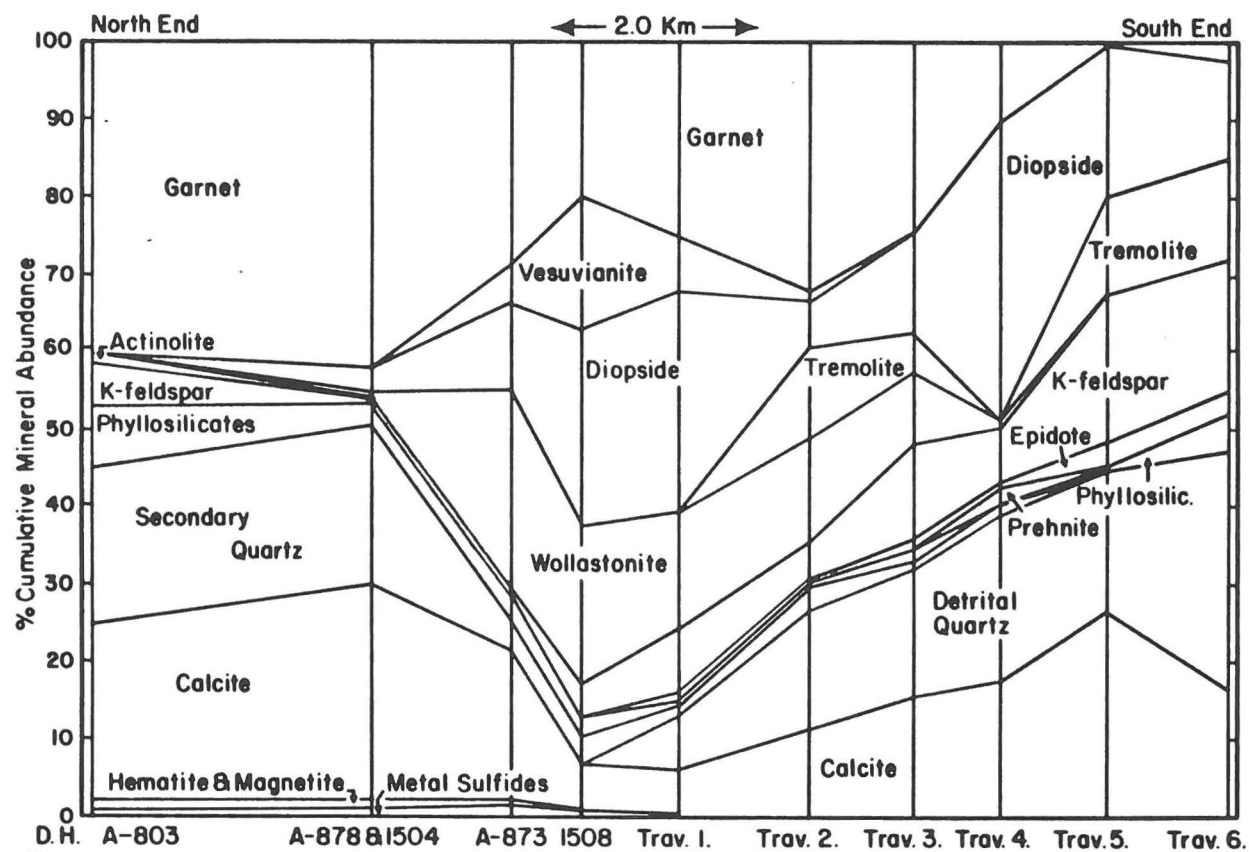 North End
2.0 Km
South End
% Cumulative Mineral Abundance
100
90
80
70
60
50
40
30
20
10
0
Garnet
Garnet
Diopside
Vesuvianite
Tremolite
Actinolite
Diopside
Tremolite
K-feldspar
K-feldspar
Phyllosilicates
Epidote
Phyllosilic.
Secondary
Quartz
Prehnite
Wollastonite
Detrital
Quartz
Calcite
Calcite
Hematite & Magnetite
Metal Sulfides
D.H. A-803 A-878&1504 A-873 1508 Trav. 1. Trav. 2. Trav. 3. Trav. 4. Trav. 5. Trav. 6.